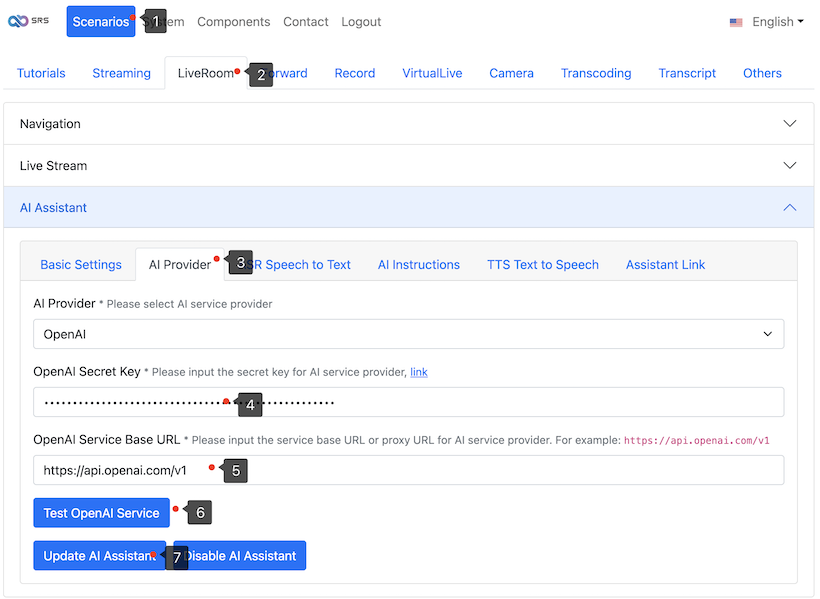 SRS Scenarios 1 System Components Contact Logout English
Tutorials Streaming LiveRoom 2 Forward Record VirtualLive Camera Transcoding Transcript Others
Navigation
Live Stream
AI Assistant
Basic Settings AI Provider 3 SR Speech to Text AI Instructions TTS Text to Speech Assistant Link
AI Provider * Please select AI service provider
OpenAI
OpenAI Secret Key * Please input the secret key for AI service provider, link
4
OpenAI Service Base URL * Please input the service base URL or proxy URL for AI service provider. For example: https://api.openai.com/v1
https://api.openai.com/v1 5
Test OpenAI Service 6
Update AI Assistant 7 Disable AI Assistant